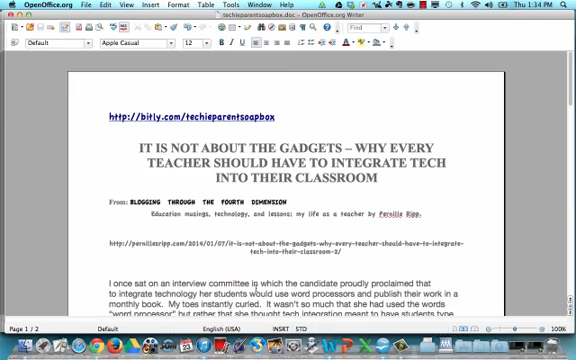 OpenOffice.org File Edit View Insert Format Table Tools Window Help Thu 1:34 PM
techieparentsoapbox.doc - OpenOffice.org Writer
Find
Default Apple Casual 12 B I U
http://bitly.com/techieparentsoapbox
IT IS NOT ABOUT THE GADGETS – WHY EVERY
TEACHER SHOULD HAVE TO INTEGRATE TECH
INTO THEIR CLASSROOM
From: BLOGGING THROUGH THE FOURTH DIMENSION
Education musings, technology, and lessons; my life as a teacher by Pernille Ripp.
http://pernillesripp.com/2014/01/07/it-is-not-about-the-gadgets-why-every-teacher-should-have-to-integrate-
tech-into-their-classroom-2/
I once sat on an interview committee in which the candidate proudly proclaimed that
to integrate technology her students would use word processors and publish their work in a
monthly book. My toes instantly curled. It wasn't so much that she had used the words
"word processor" but rather that she thought tech integration meant to have students type
Page 1 / 2 Default English (USA) INSRT STD 100%